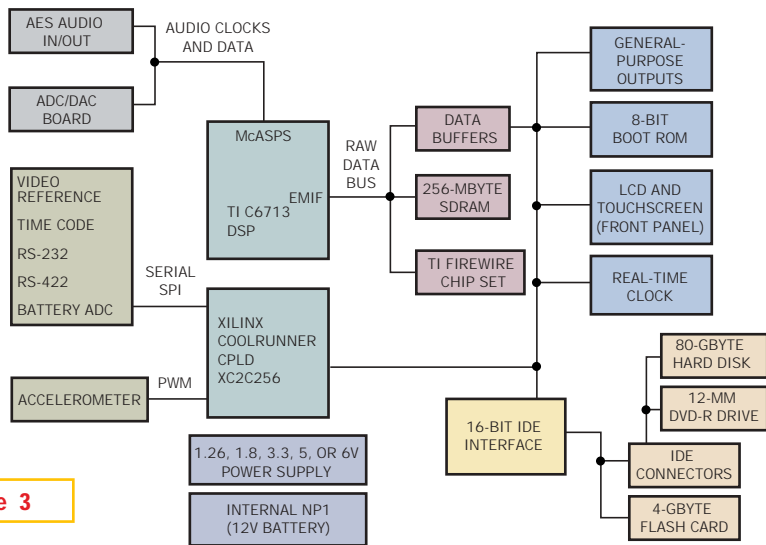 AES AUDIO
IN/OUT
AUDIO CLOCKS
AND DATA
ADC/DAC
BOARD
McASPS
EMIF
TI C6713
DSP
RAW
DATA
BUS
DATA
BUFFERS
256-MBYTE
SDRAM
TI FIREWIRE
CHIP SET
GENERAL-
PURPOSE
OUTPUTS
8-BIT
BOOT ROM
LCD AND
TOUCHSCREEN
(FRONT PANEL)
REAL-TIME
CLOCK
VIDEO
REFERENCE
TIME CODE
RS-232
RS-422
BATTERY ADC
SERIAL
SPI
XILINX
COOLRUNNER
CPLD
XC2C256
ACCELEROMETER
PWM
16-BIT IDE
INTERFACE
80-GBYTE
HARD DISK
12-MM
DVD-R DRIVE
IDE
CONNECTORS
4-GBYTE
FLASH CARD
1.26, 1.8, 3.3, 5, OR 6V
POWER SUPPLY
INTERNAL NP1
(12V BATTERY)
e 3